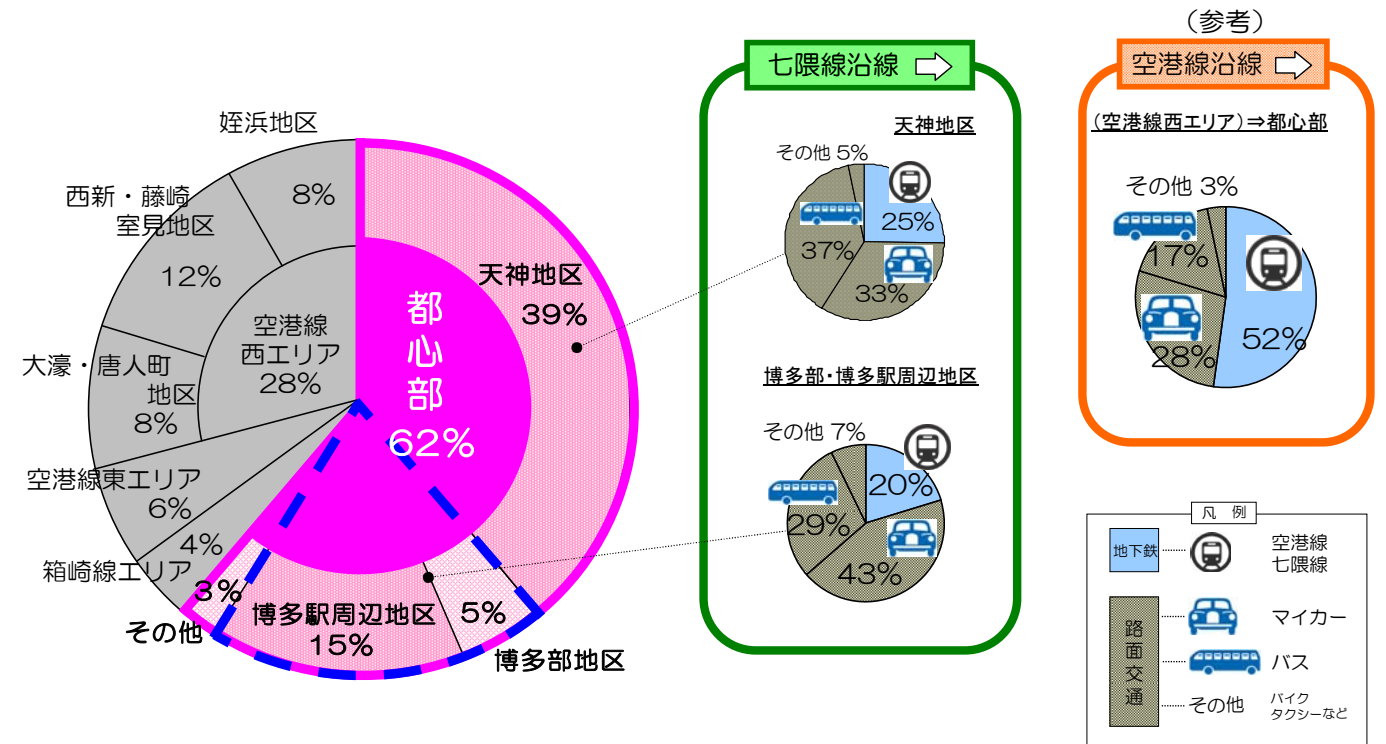 姪浜地区
8%
西新・藤崎
室見地区
12%
大濠・唐人町
地区
8%
空港線
西エリア
28%
空港線東エリア
6%
4%
箱崎線エリア
3%
その他
都心部
62%
天神地区
39%
博多駅周辺地区
15%
5%
博多部地区
七隈線沿線
天神地区
その他 5%
25%
37%
33%
博多部・博多駅周辺地区
その他 7%
20%
29%
43%
(参考)
空港線沿線
(空港線西エリア)⇒都心部
その他 3%
17%
52%
28%
凡 例
地下鉄
空港線
七隈線
路面交通
マイカー
バス
その他
バイク
タクシーなど